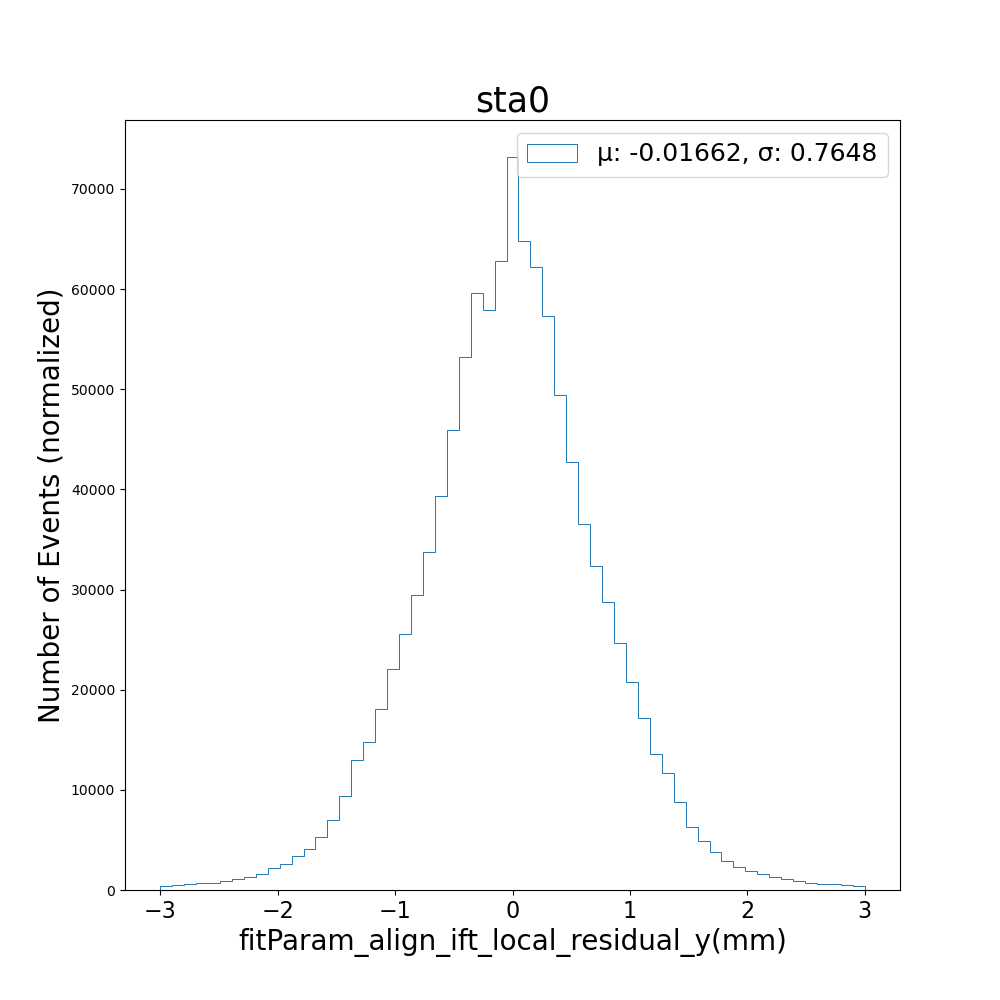 sta0
μ: -0.01662, σ: 0.7648
Number of Events (normalized)
70000
60000
50000
40000
30000
20000
10000
0
−3 −2 −1 0 1 2 3
fitParam_align_ift_local_residual_y(mm)